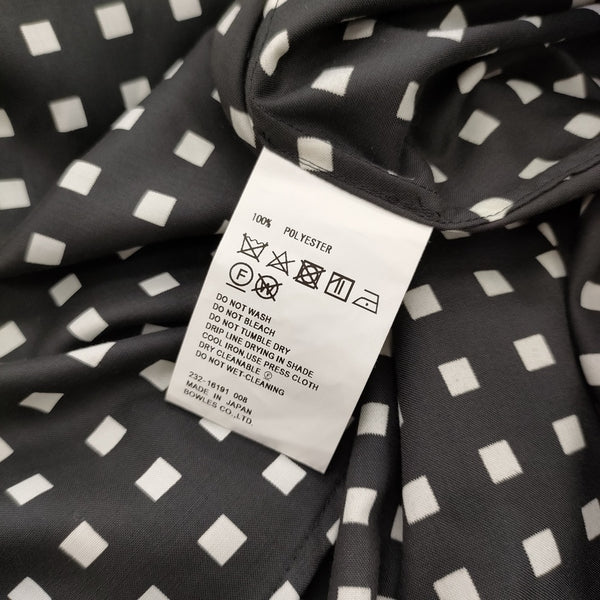 100% POLYESTER
F W
DO NOT WASH
DO NOT BLEACH
DO NOT TUMBLE DRY
DRIP LINE DRYING IN SHADE
COOL IRON,USE PRESS CLOTH
DRY CLEANABLE Ⓕ
DO NOT WET-CLEANING
232-16191 008
MADE IN JAPAN
BOWLES CO.,LTD.